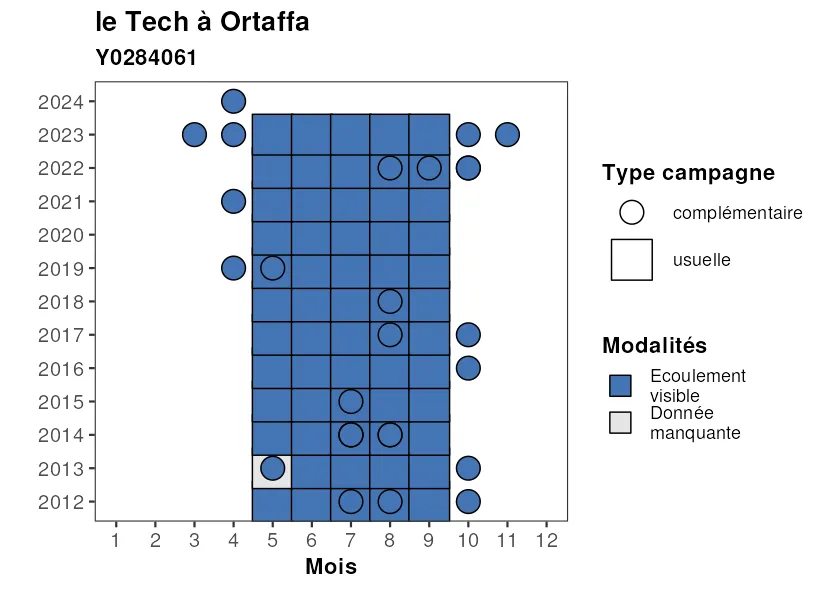 le Tech à Ortaffa
Y0284061
2024
2023
2022
2021
2020
2019
2018
2017
2016
2015
2014
2013
2012
1 2 3 4 5 6 7 8 9 10 11 12
Mois
Type campagne
complémentaire
usuelle
Modalités
Ecoulement
visible
Donnée
manquante